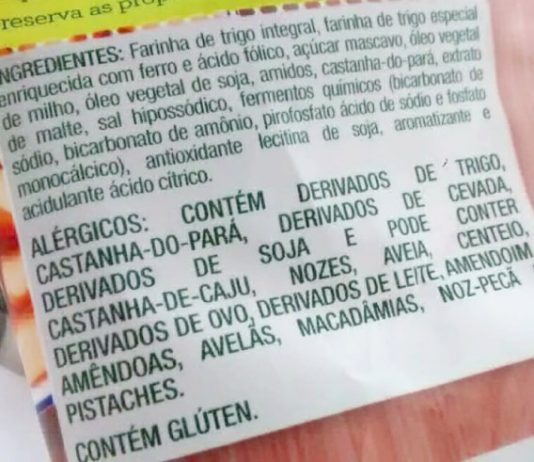 reserva as prop
INGREDIENTES: Farinha de trigo integral, farinha de trigo especial
enriquecida com ferro e ácido fólico, açúcar mascavo, óleo vegetal
de milho, óleo vegetal de soja, amidos, castanha-do-pará, extrato
de malte, sal hipossódico, fermentos químicos (bicarbonato de
sódio, bicarbonato de amônio, pirofosfato ácido de sódio e fosfato
monocálcico), antioxidante lecitina de soja, aromatizante e
acidulante ácido cítrico.
ALÉRGICOS: CONTÉM DERIVADOS DE TRIGO,
CASTANHA-DO-PARÁ, DERIVADOS DE CEVADA,
DERIVADOS DE SOJA E PODE CONTER
CASTANHA-DE-CAJU, NOZES, AVEIA, CENTEIO,
DERIVADOS DE OVO, DERIVADOS DE LEITE, AMENDOIM
AMÊNDOAS, AVELÃS, MACADÂMIAS, NOZ-PECÃ
PISTACHES.
CONTÉM GLÚTEN.